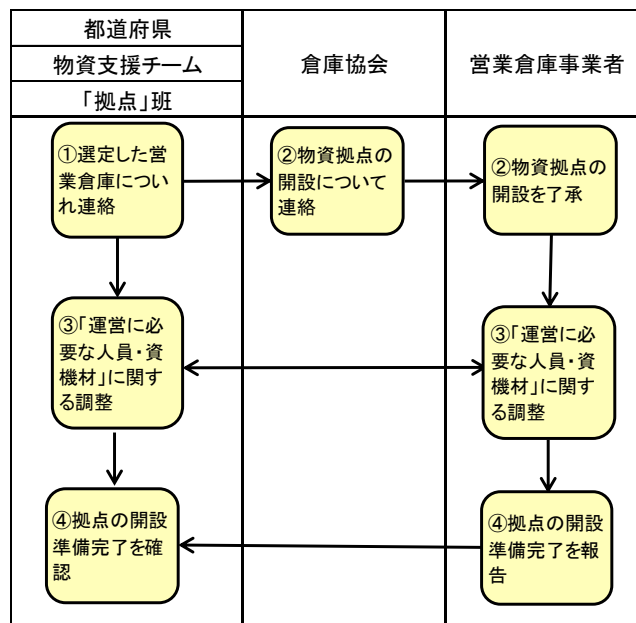 都道府県
物資支援チーム
「拠点」班
倉庫協会
営業倉庫事業者
①選定した営
業倉庫につい
れ連絡
②物資拠点の
開設について
連絡
②物資拠点の
開設を了承
③「運営に必
要な人員・資
機材」に関す
る調整
③「運営に必
要な人員・資
機材」に関す
る調整
④拠点の開設
準備完了を確
認
④拠点の開設
準備完了を報
告